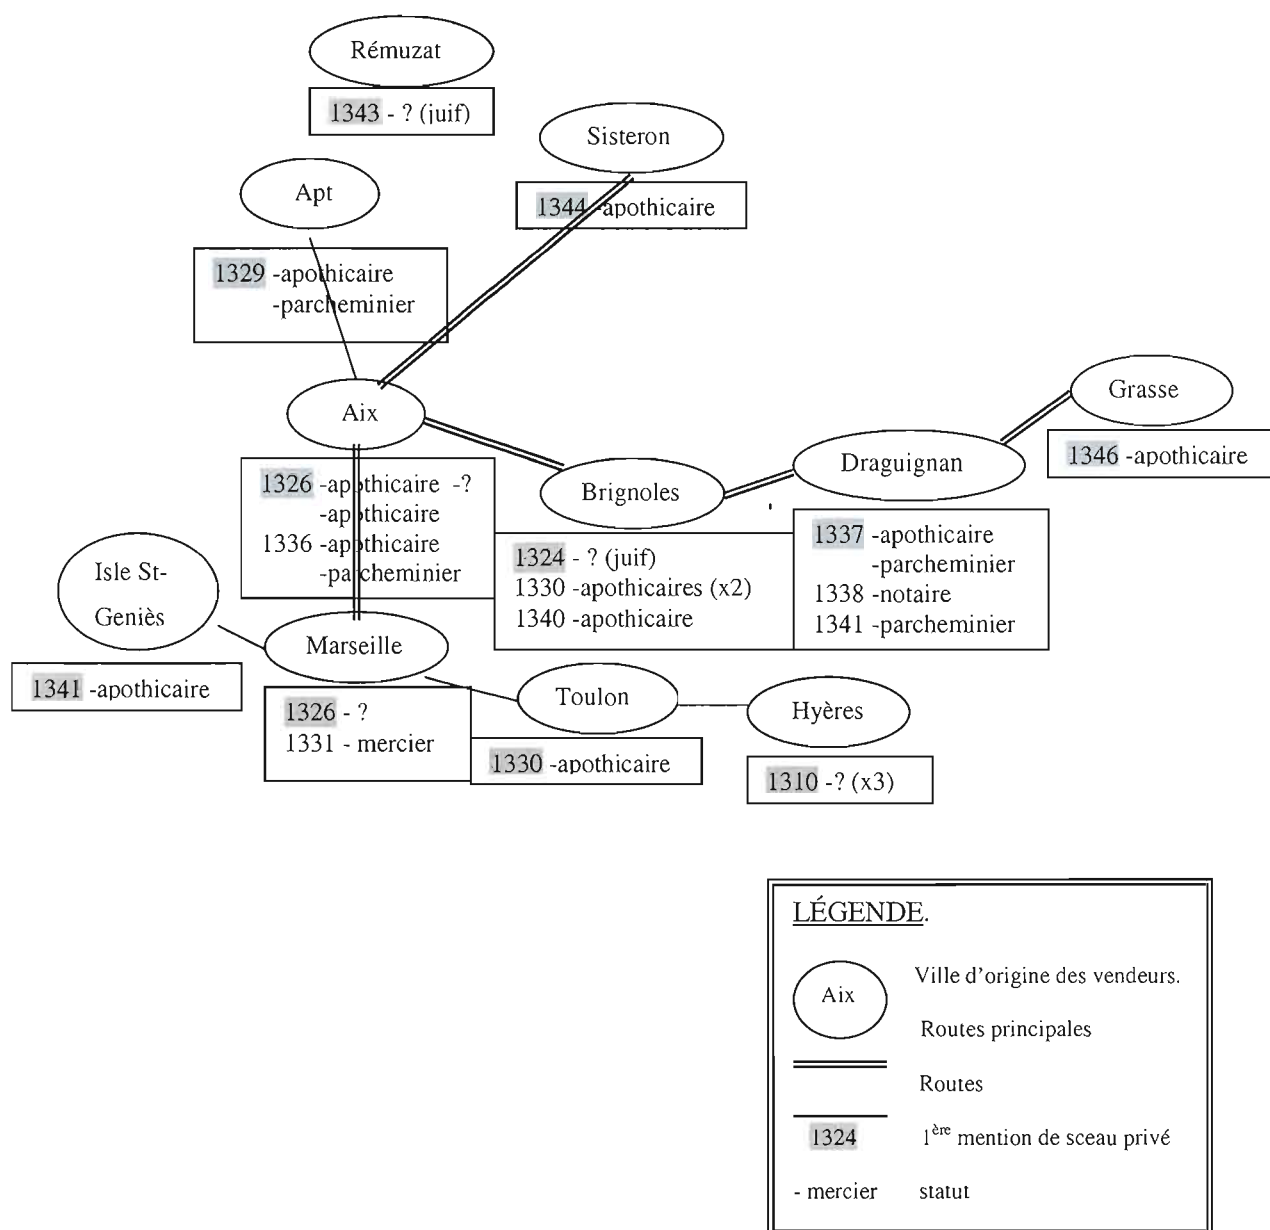 Rémuzat
1343 - ? (juif)
Sisteron
1344 -apothicaire
Apt
1329 -apothicaire
-parcheminier
Aix
1326 -apothicaire -?
-apothicaire
1336 -apothicaire
-parcheminier
Brignoles
1324 - ? (juif)
1330 -apothicaires (x2)
1340 -apothicaire
Draguignan
1337 -apothicaire
-parcheminier
1338 -notaire
1341 -parcheminier
Grasse
1346 -apothicaire
Isle St-
Geniès
1341 -apothicaire
Marseille
1326 - ?
1331 - mercier
Toulon
1330 -apothicaire
Hyères
1310 -? (x3)
LÉGENDE.
Aix
Ville d'origine des vendeurs.
Routes principales
Routes
1324 1ère mention de sceau privé
- mercier statut